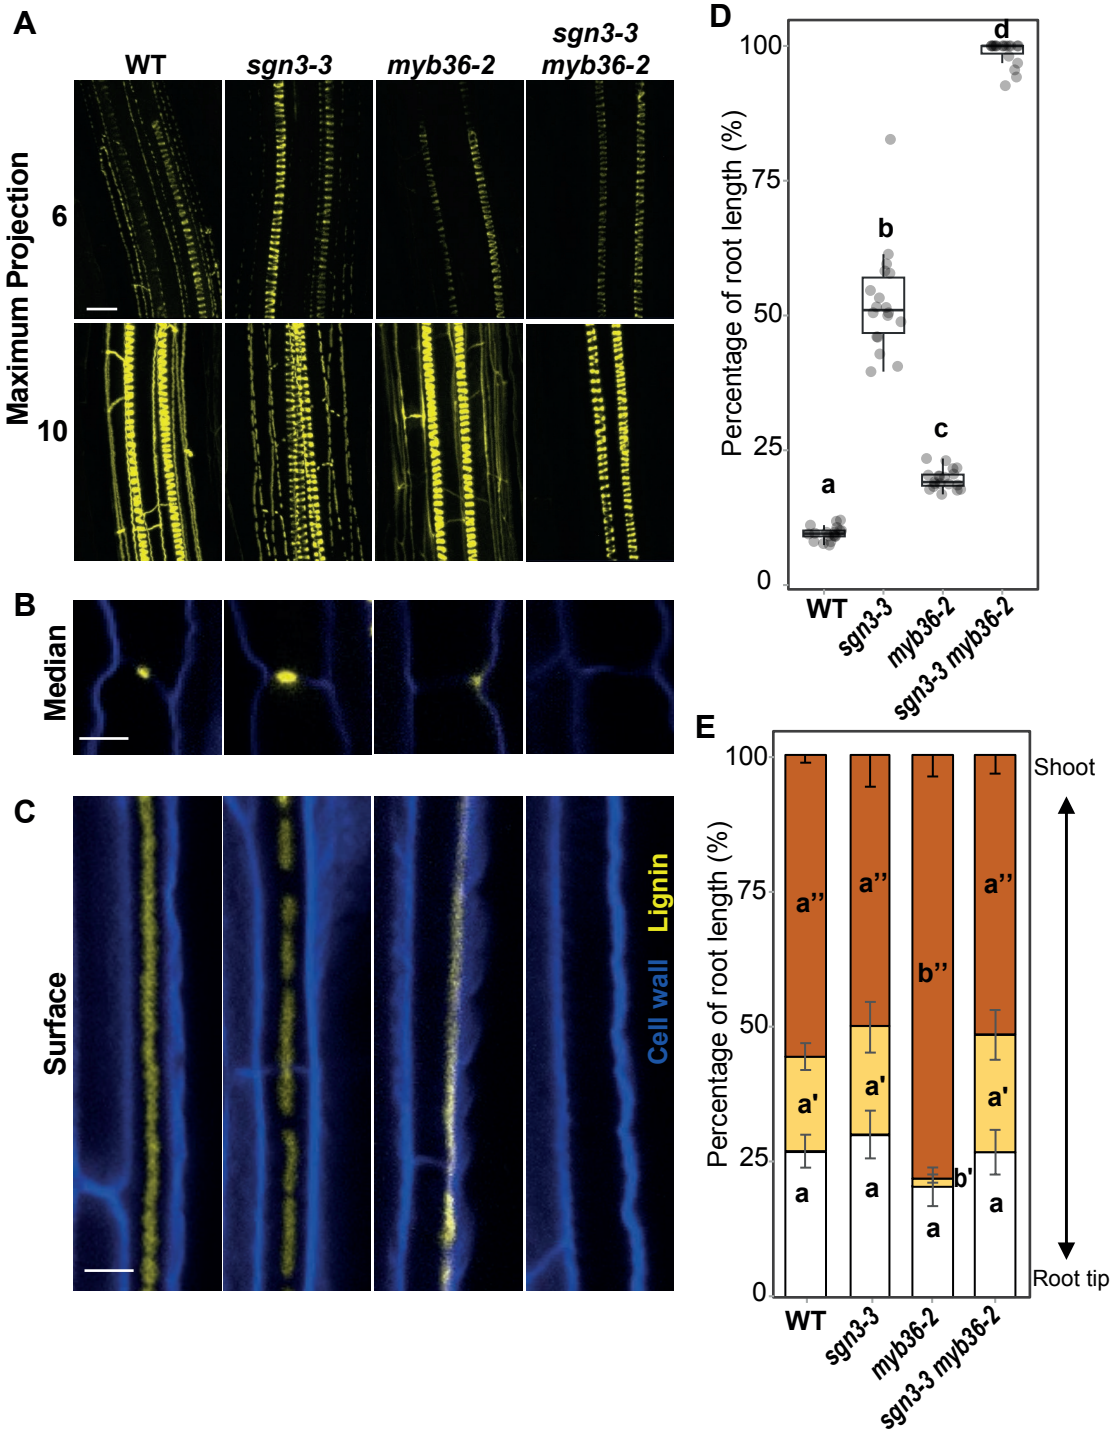 A
WT
sgn3-3
myb36-2
sgn3-3
myb36-2
Maximum Projection
6
10
B
Median
C
Surface
Cell wall Lignin
D
Percentage of root length (%)
100
75
50
25
0
a
b
c
d
WT
sgn3-3
myb36-2
sgn3-3 myb36-2
E
Percentage of root length (%)
100
75
50
25
0
a’’
a’’
b’’
a’’
a'
a'
b'
a'
a
a
a
a
WT
sgn3-3
myb36-2
sgn3-3 myb36-2
Shoot
Root tip